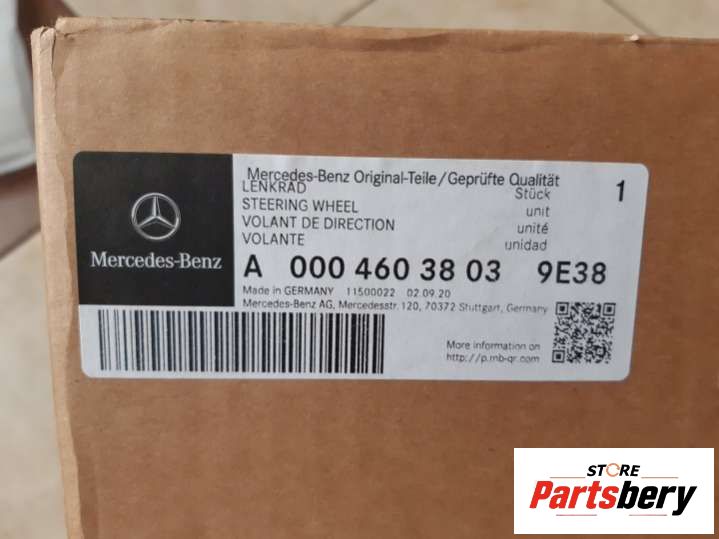 Mercedes-Benz Original-Teile/Geprüfte Qualität
LENKRAD Stück 1
STEERING WHEEL unit
VOLANT DE DIRECTION unité
VOLANTE unidad
Mercedes-Benz
A 000 460 38 03 9E38
Made in GERMANY 11500022 02.09.20
Mercedes-Benz AG, Mercedesstr. 120, 70372 Stuttgart, Germany
More information on
http://p.mb-qr.com
STORE
Partsbery